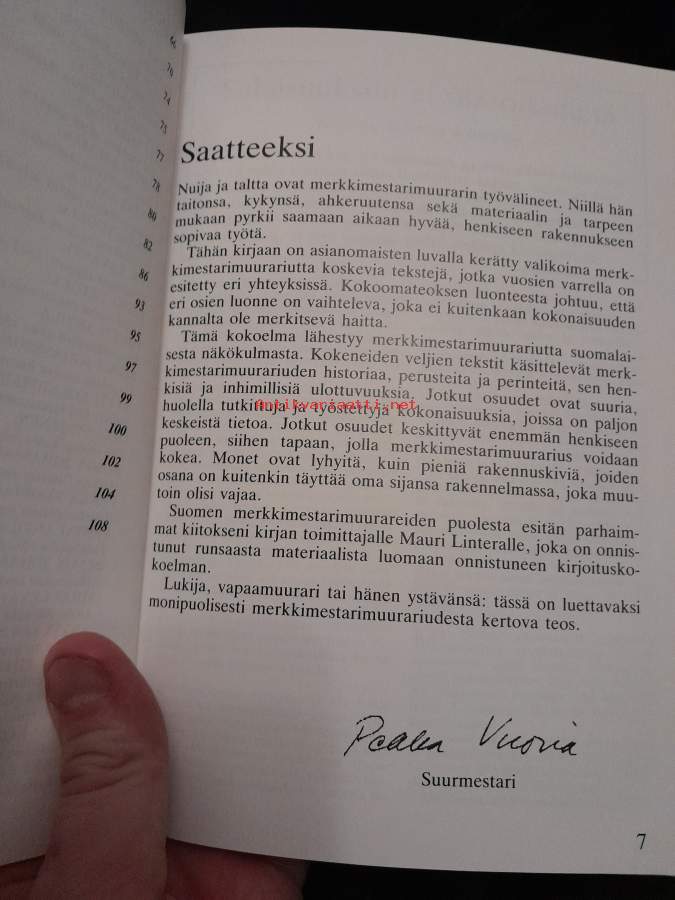 66
70
74
75
77
78
80
82
86
93
95
97
99
100
102
104
108
Saatteeksi
Nuija ja taltta ovat merkkimestarimuurarin työvälineet. Niillä hän
taitonsa, kykynsä, ahkeruutensa sekä materiaalin ja tarpeen
mukaan pyrkii saamaan aikaan hyvää, henkiseen rakennukseen
sopivaa työtä.
Tähän kirjaan on asianomaisten luvalla kerätty valikoima merk-
kimestarimuurariutta koskevia tekstejä, jotka vuosien varrella on
esitetty eri yhteyksissä. Kokoomateoksen luonteesta johtuu, että
eri osien luonne on vaihteleva, joka ei kuitenkaan kokonaisuuden
kannalta ole merkitsevä haitta.
Tämä kokoelma lähestyy merkkimestarimuurariutta suomalai-
sesta näkökulmasta. Kokeneiden veljien tekstit käsittelevät merk-
kimestarimuurariuden historiaa, perusteita ja perinteitä, sen hen-
kisiä ja inhimillisiä ulottuvuuksia. Jotkut osuudet ovat suuria,
huolella tutkittuja ja työstettyjä kokonaisuuksia, joissa on paljon
keskeistä tietoa. Jotkut osuudet keskittyvät enemmän henkiseen
puoleen, siihen tapaan, jolla merkkimestarimuurarius voidaan
kokea. Monet ovat lyhyitä, kuin pieniä rakennuskiviä, joiden
osana on kuitenkin täyttää oma sijansa rakennelmassa, joka muu-
toin olisi vajaa.
Suomen merkkimestarimuurareiden puolesta esitän parhaim-
mat kiitokseni kirjan toimittajalle Mauri Linteralle, joka on onnis-
tunut runsaasta materiaalista luomaan onnistuneen kirjoitusko-
koelman.
Lukija, vapaamuurari tai hänen ystävänsä: tässä on luettavaksi
monipuolisesti merkkimestarimuurariudesta kertova teos.
antikvariaatti.net
Vuoria
Suurmestari
7